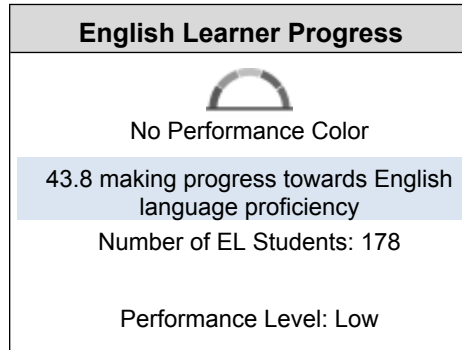 English Learner Progress
No Performance Color
43.8 making progress towards English
language proficiency
Number of EL Students: 178
Performance Level: Low